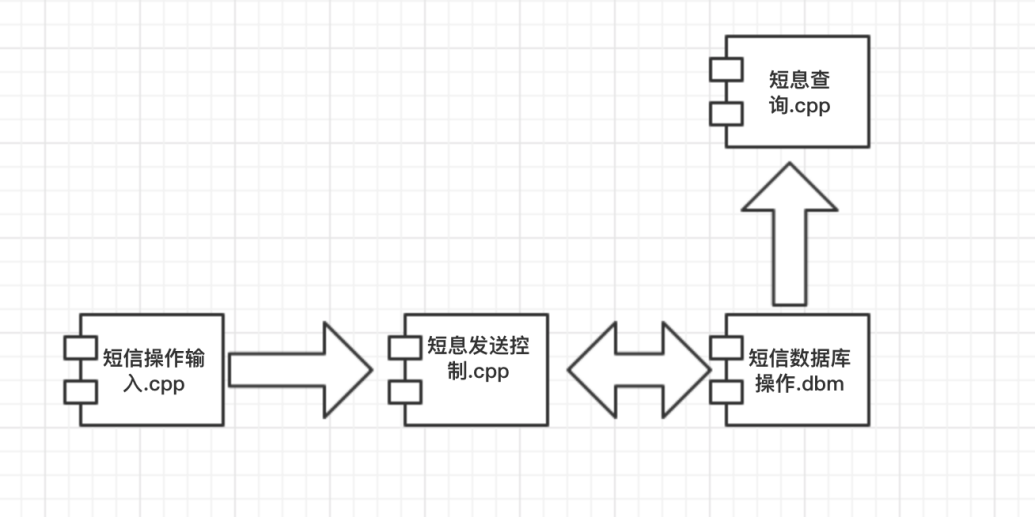 短息查
询.cpp
短信操作输
入.cpp
短息发送控
制.cpp
短信数据库
操作.dbm